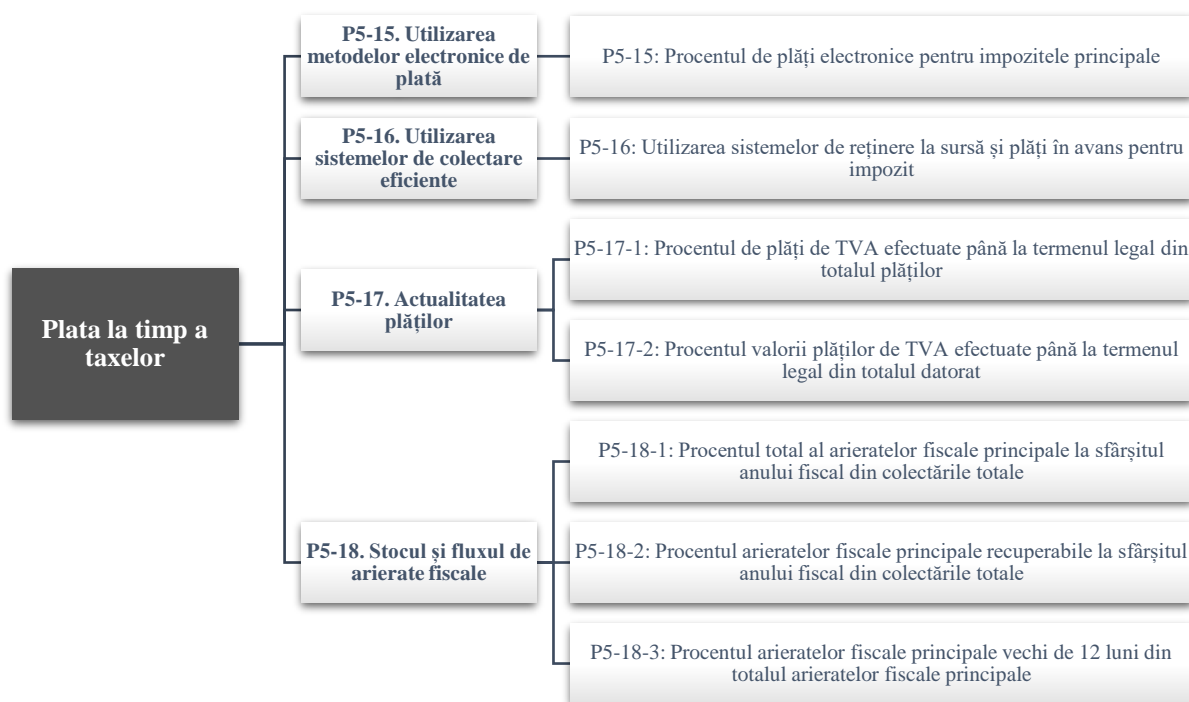 Plata la timp a
taxelor
P5-15. Utilizarea
metodelor electronice de
plată
P5-15: Procentul de plăți electronice pentru impozitele principale
P5-16. Utilizarea
sistemelor de colectare
eficiente
P5-16: Utilizarea sistemelor de reținere la sursă și plăți în avans pentru
impozit
P5-17. Actualitatea
plăților
P5-17-1: Procentul de plăți de TVA efectuate până la termenul legal din
totalul plăților
P5-17-2: Procentul valorii plăților de TVA efectuate până la termenul
legal din totalul datorat
P5-18. Stocul și fluxul de
arierate fiscale
P5-18-1: Procentul total al arieratelor fiscale principale la sfârșitul
anului fiscal din colectările totale
P5-18-2: Procentul arieratelor fiscale principale recuperabile la sfârșitul
anului fiscal din colectările totale
P5-18-3: Procentul arieratelor fiscale principale vechi de 12 luni din
totalul arieratelor fiscale principale